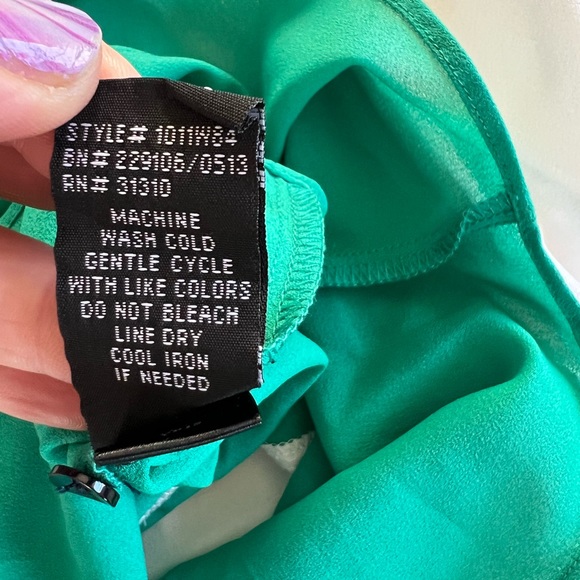 STYLE# 1011W84
BN# 229106/0513
RN# 31310
MACHINE
WASH COLD
GENTLE CYCLE
WITH LIKE COLORS
DO NOT BLEACH
LINE DRY
COOL IRON
IF NEEDED